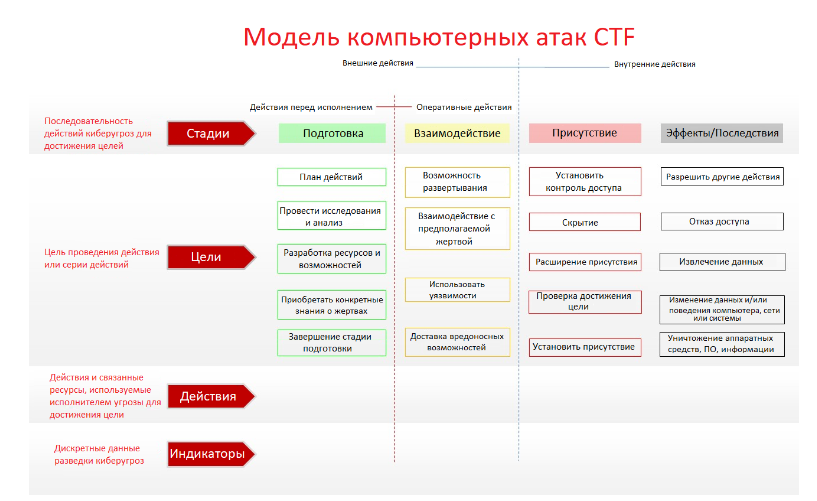 Модель компьютерных атак CTF
Внешние действия
Внутренние действия
Действия перед исполнением
Оперативные действия
Последовательность
действий киберугроз для
достижения целей
Стадии
Подготовка
Взаимодействие
Присутствие
Эффекты/Последствия
Цель проведения действия
или серии действий
Цели
План действий
Провести исследования
и анализ
Разработка ресурсов и
возможностей
Приобретать конкретные
знания о жертвах
Завершение стадии
подготовки
Возможность
развертывания
Взаимодействие с
предполагаемой
жертвой
Использовать
уязвимости
Доставка вредоносных
возможностей
Установить
контроль доступа
Скрытие
Расширение присутствия
Проверка достижения
цели
Установить присутствие
Разрешить другие действия
Отказ доступа
Извлечение данных
Изменение данных и/или
поведения компьютера, сети
или системы
Уничтожение аппаратных
средств, ПО, информации
Действия и связанные
ресурсы, используемые
исполнителем угрозы для
достижения цели
Действия
Дискретные данные
разведки киберугроз
Индикаторы